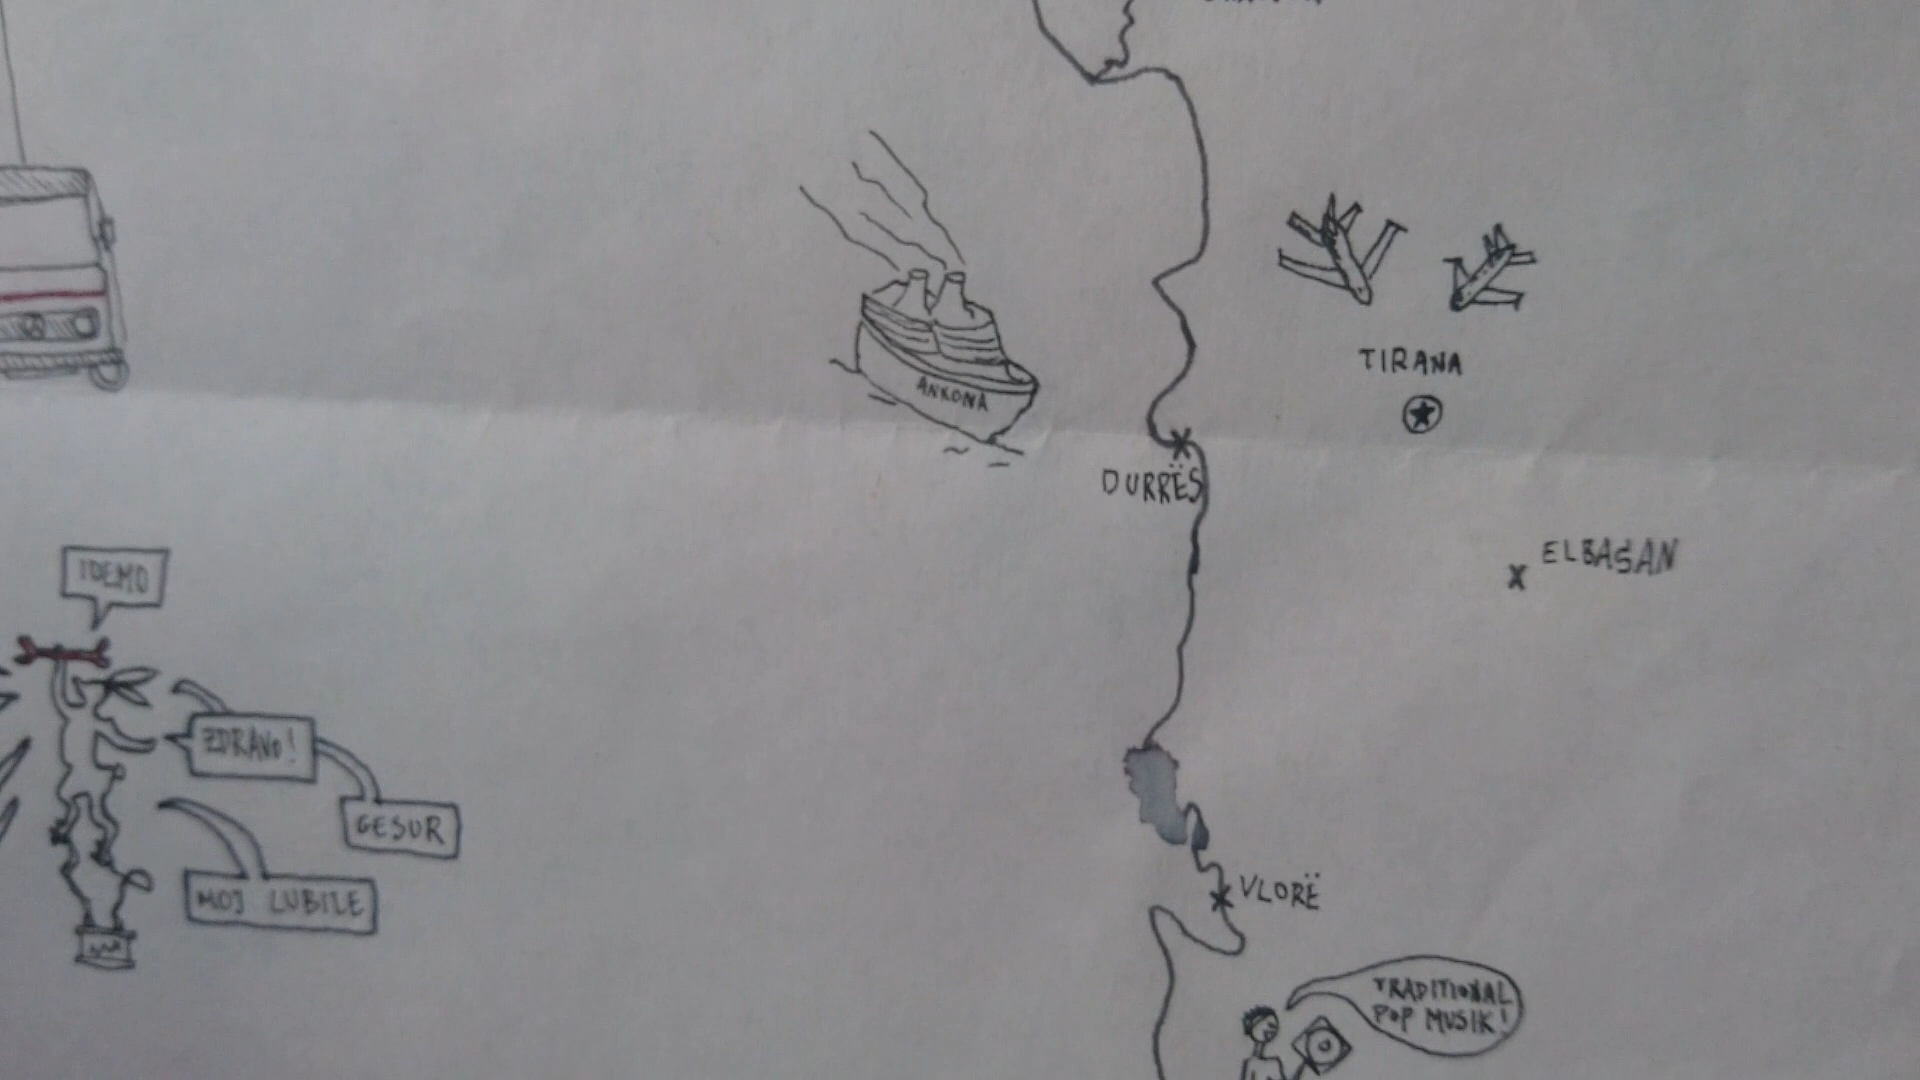 ANKONA
TIRANA
DURRËS
ELBASAN
IDEMO
ZDRAVO!
GESUR
MOJ LUBILE
VLORË
TRADITIONAL
POP MUSIK!